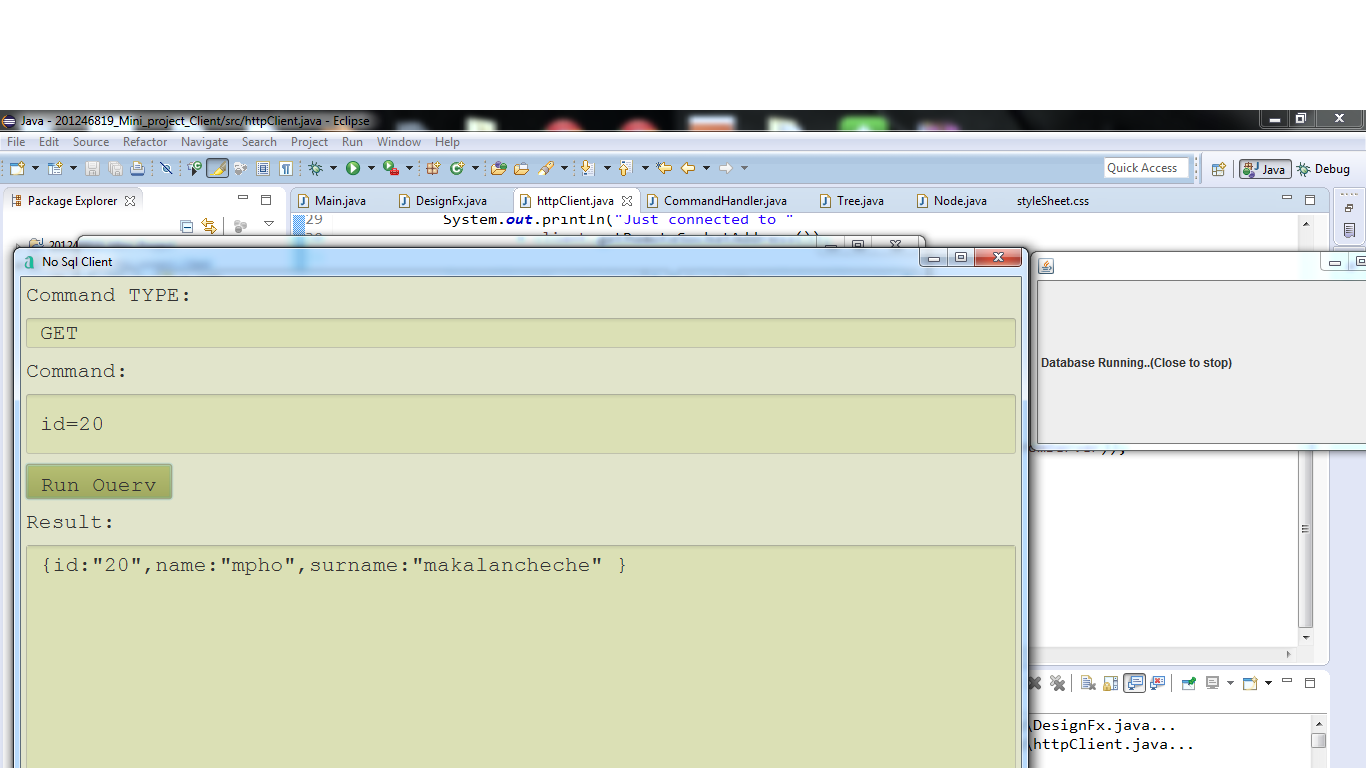 Java - 201246819_Mini_project_Client/src/httpClient.java - Eclipse
File Edit Source Refactor Navigate Search Project Run Window Help
Quick Access
Java
Debug
Package Explorer
Main.java
DesignFx.java
httpClient.java
CommandHandler.java
Tree.java
Node.java
styleSheet.css
29 System.out.println("Just connected to "
20124
No Sql Client
Command TYPE:
GET
Command:
id=20
Run Query
Result:
{id:"20",name:"mpho",surname:"makalancheche" }
Database Running..(Close to stop)
\DesignFx.java...
\httpClient.java...